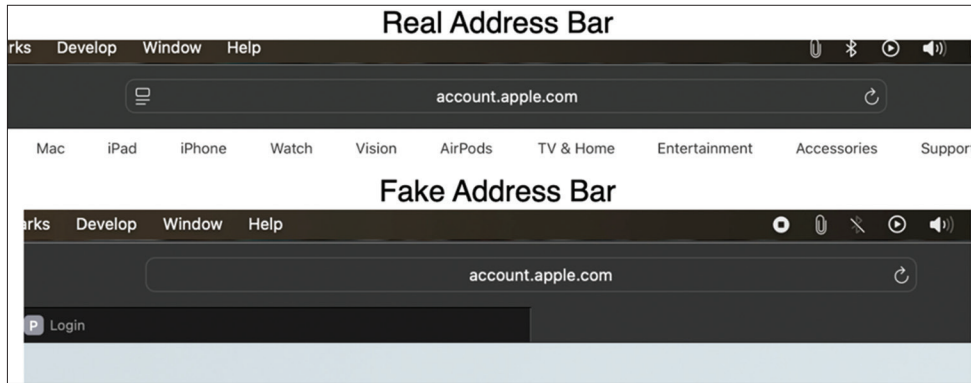 Real Address Bar
rks Develop Window Help
account.apple.com
Mac iPad iPhone Watch Vision AirPods TV & Home Entertainment Accessories Suppor
Fake Address Bar
arks Develop Window Help
account.apple.com
P Login